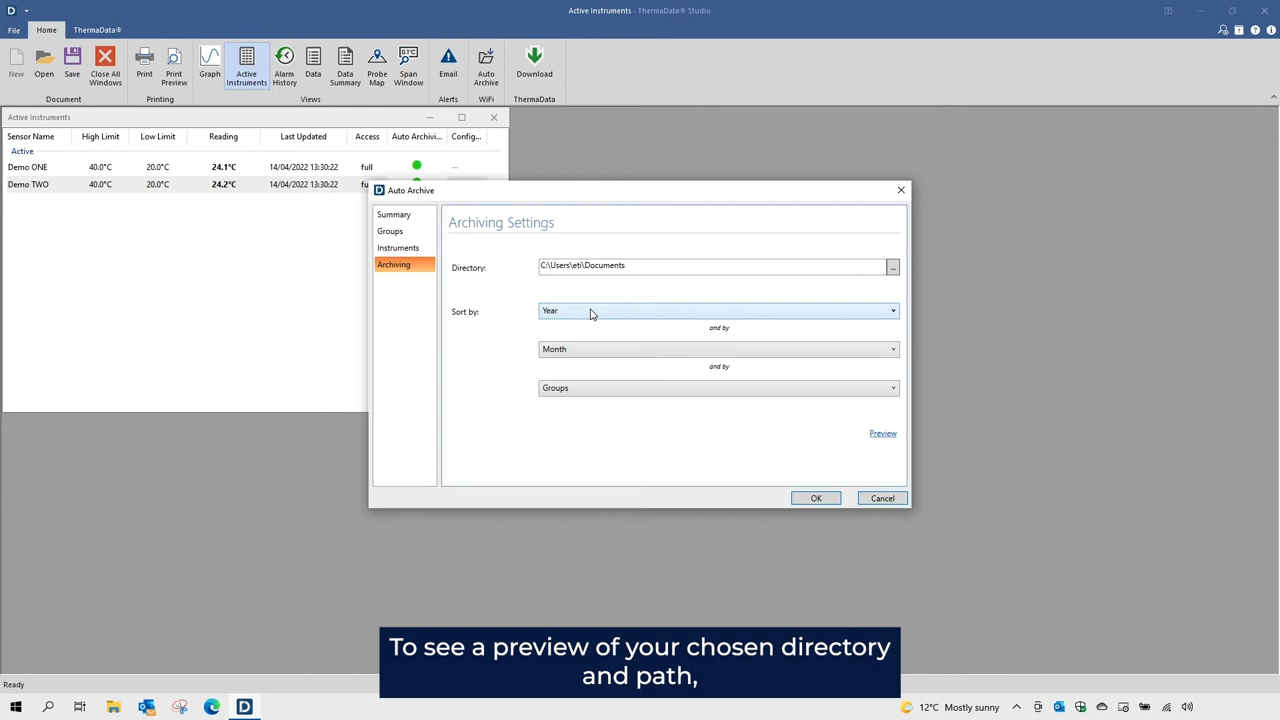 Active Instruments - ThermaData® Studio
File Home ThermaData®
New Open Save Close All Windows Print Print Preview Graph Active Instruments Alarm History Data Data Summary Probe Map Span Window Email Auto Archive Download
Document Printing Views Alerts WiFi ThermaData
Active Instruments
Sensor Name High Limit Low Limit Reading Last Updated Access Auto Archivi... Config...
Active
Demo ONE 40.0°C 20.0°C 24.1°C 14/04/2022 13:30:22 full ...
Demo TWO 40.0°C 20.0°C 24.2°C 14/04/2022 13:30:22
Auto Archive
Summary
Groups
Instruments
Archiving
Archiving Settings
Directory: C:\Users\eti\Documents ...
Sort by: Year
and by
Month
and by
Groups
Preview
OK Cancel
To see a preview of your chosen directory
and path,
Ready
12°C Mostly sunny